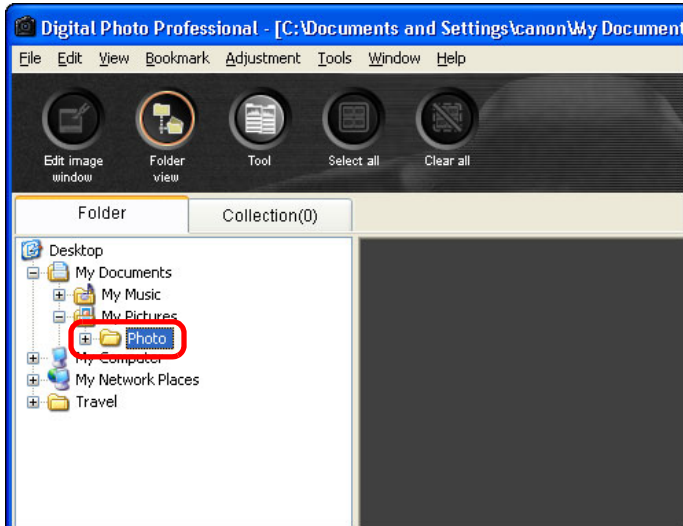 Digital Photo Professional - [C:\Documents and Settings\canon\My Document
File Edit View Bookmark Adjustment Tools Window Help
Edit image window
Folder view
Tool
Select all
Clear all
Folder
Collection(0)
Desktop
My Documents
My Music
My Pictures
Photo
My Computer
My Network Places
Travel